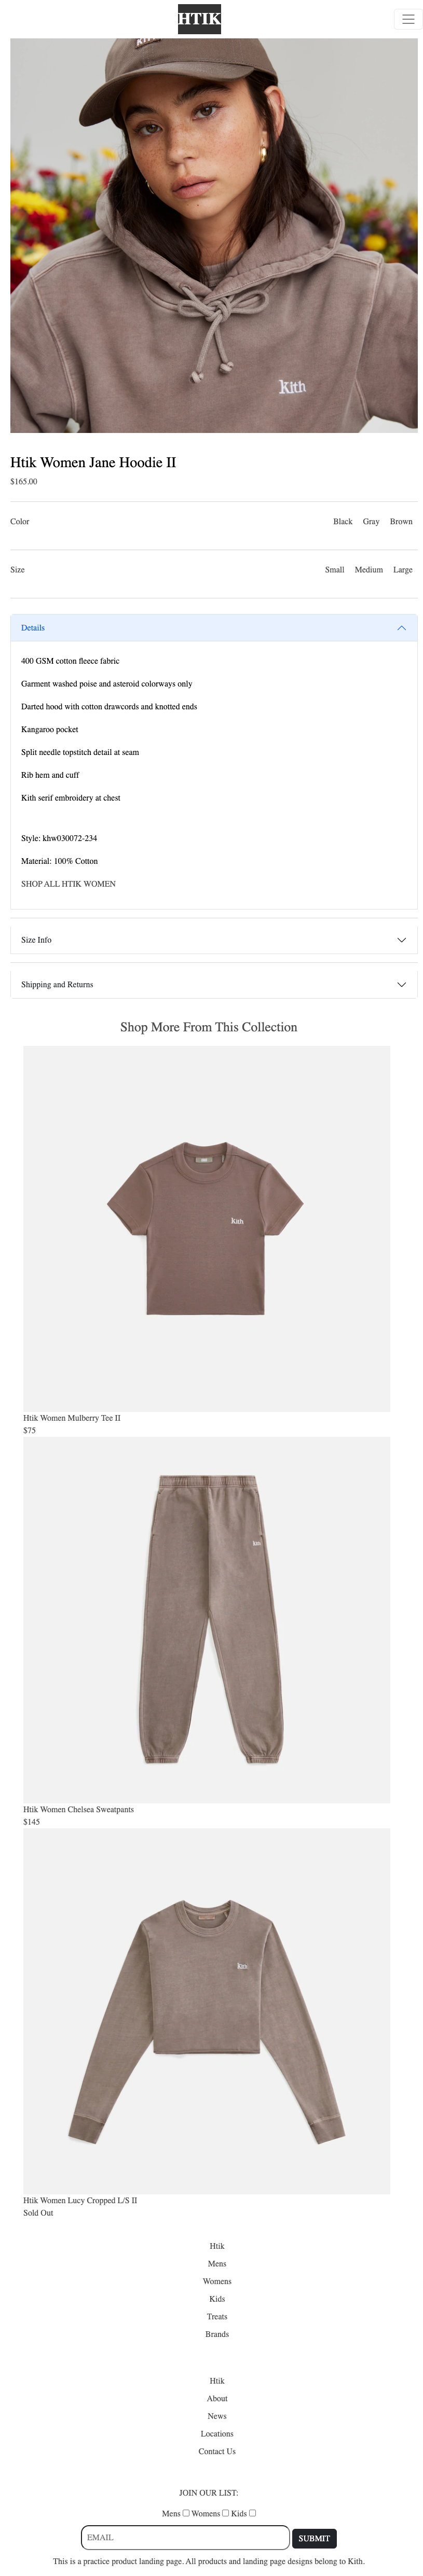 HTIK
kith
Htik Women Jane Hoodie II
$165.00
Color Black Gray Brown
Size Small Medium Large
Details
400 GSM cotton fleece fabric
Garment washed poise and asteroid colorways only
Darted hood with cotton drawcords and knotted ends
Kangaroo pocket
Split needle topstitch detail at seam
Rib hem and cuff
Kith serif embroidery at chest
Style: khw030072-234
Material: 100% Cotton
SHOP ALL HTIK WOMEN
Size Info
Shipping and Returns
Shop More From This Collection
kith
Htik Women Mulberry Tee II
$75
kith
Htik Women Chelsea Sweatpants
$145
kith
Htik Women Lucy Cropped L/S II
Sold Out
Htik
Mens
Womens
Kids
Treats
Brands
Htik
About
News
Locations
Contact Us
JOIN OUR LIST:
Mens Womens Kids
EMAIL SUBMIT
This is a practice product landing page. All products and landing page designs belong to Kith.